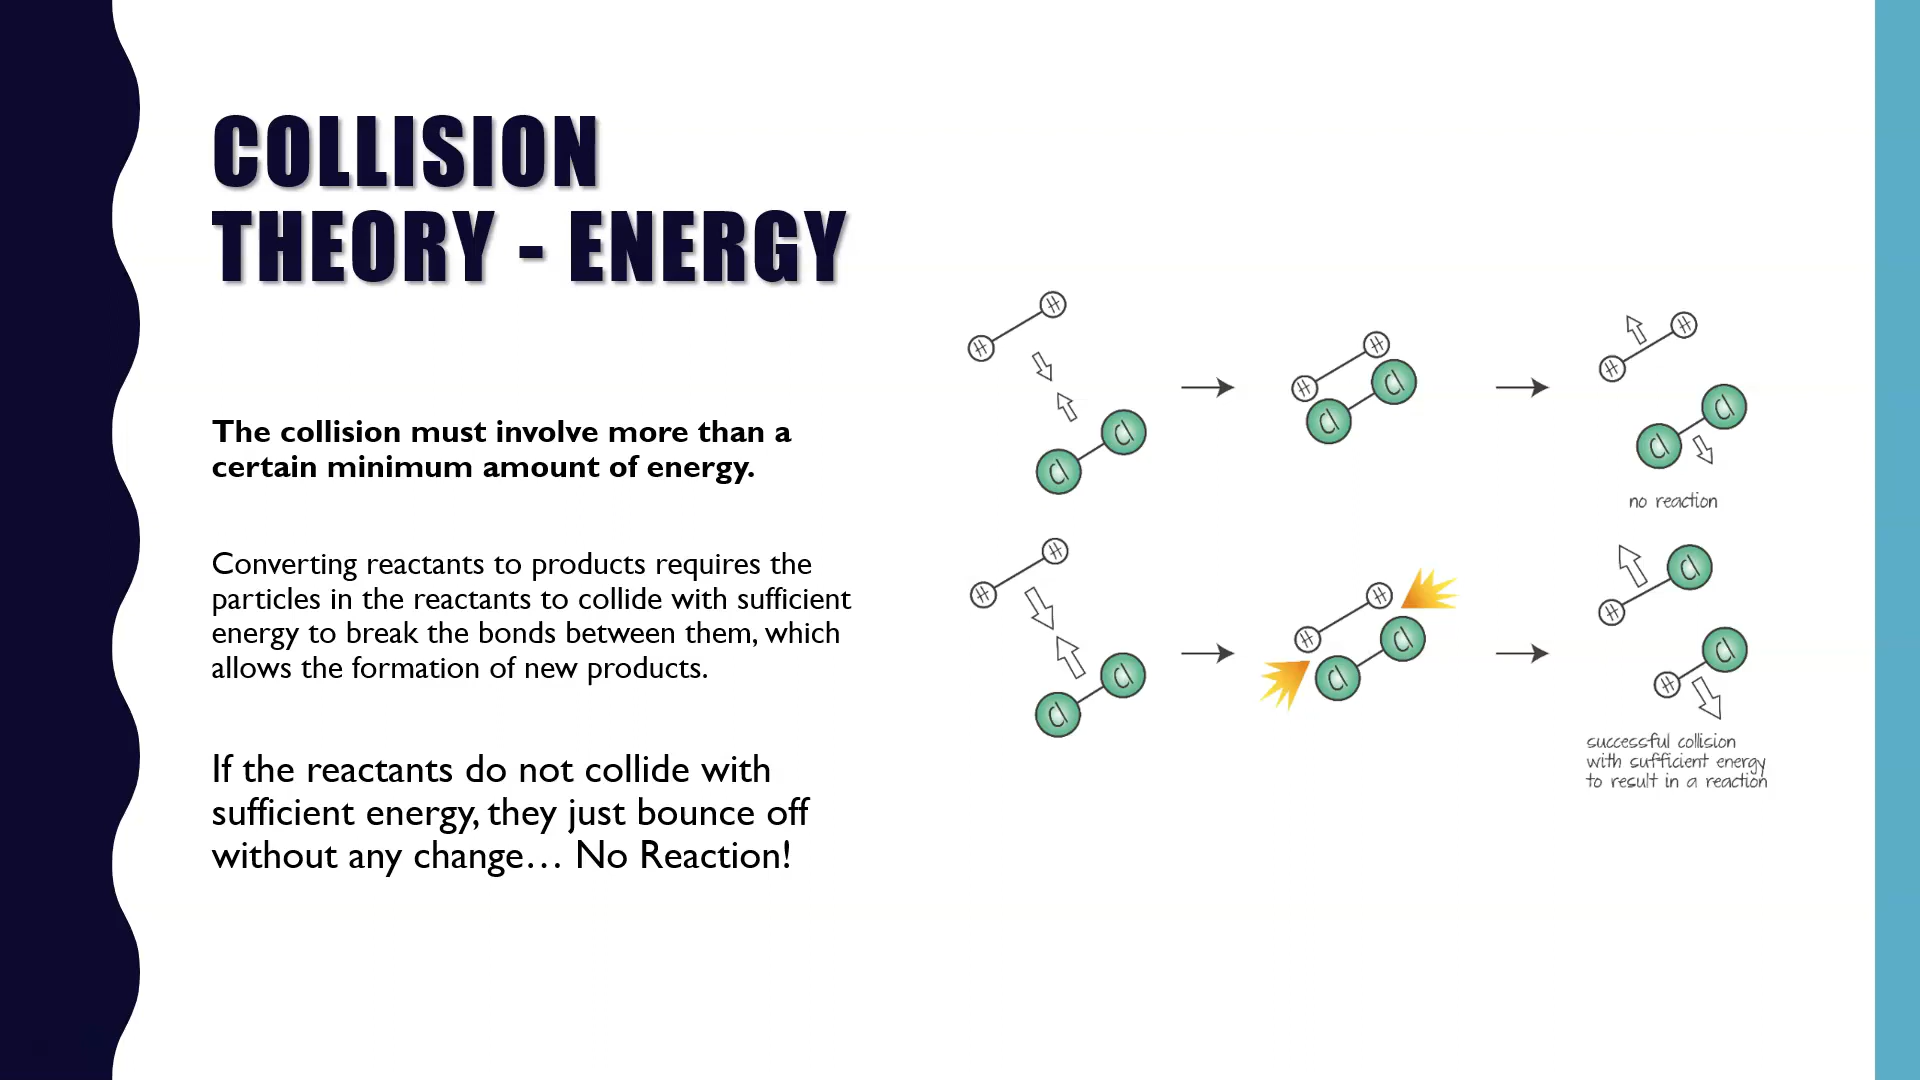 COLLISION
THEORY - ENERGY
The collision must involve more than a
certain minimum amount of energy.
Converting reactants to products requires the
particles in the reactants to collide with sufficient
energy to break the bonds between them, which
allows the formation of new products.
If the reactants do not collide with
sufficient energy, they just bounce off
without any change… No Reaction!
H
H
Cl
Cl
H
H
Cl
Cl
H
H
Cl
Cl
no reaction
H
H
Cl
Cl
H
H
Cl
Cl
H
Cl
H
Cl
successful collision
with sufficient energy
to result in a reaction